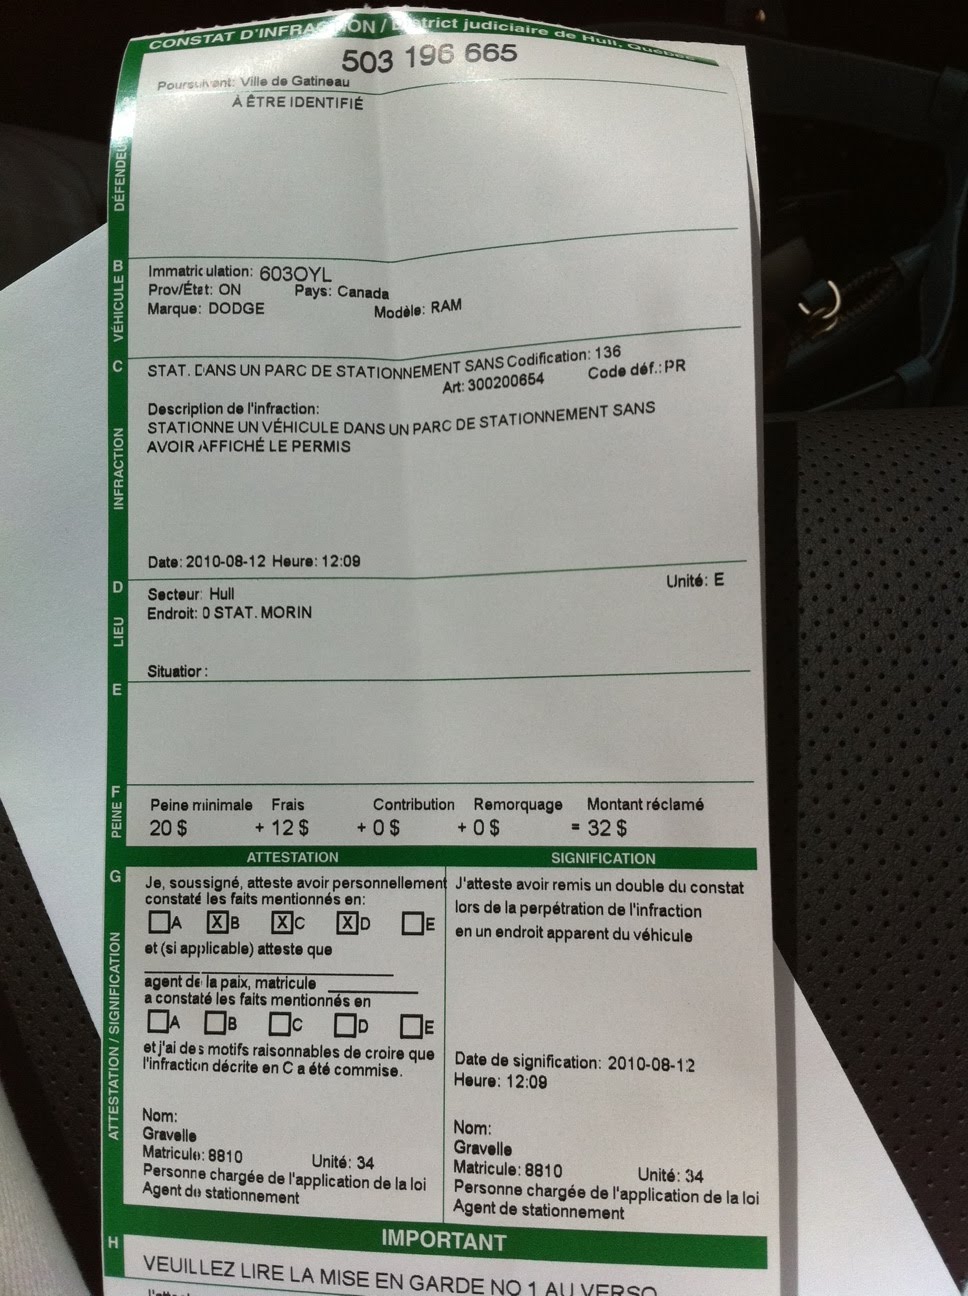 CONSTAT D'INFRACTION / District judiciaire de Hull, Québec
503 196 665
Poursuivant: Ville de Gatineau
À ÊTRE IDENTIFIÉ
DÉFENDEU
B
VÉHICULE
Immatriculation: 603OYL
Prov/État: ON Pays: Canada
Marque: DODGE Modèle: RAM
C
INFRACTION
STAT. DANS UN PARC DE STATIONNEMENT SANS Codification: 136
Art: 300200654 Code déf.: PR
Description de l'infraction:
STATIONNE UN VÉHICULE DANS UN PARC DE STATIONNEMENT SANS
AVOIR AFFICHÉ LE PERMIS
Date: 2010-08-12 Heure: 12:09
D
LIEU
Secteur: Hull Unité: E
Endroit: 0 STAT. MORIN
Situation :
E
F
PEINE
Peine minimale Frais Contribution Remorquage Montant réclamé
20 $ + 12 $ + 0 $ + 0 $ = 32 $
ATTESTATION SIGNIFICATION
G
ATTESTATION / SIGNIFICATION
Je, soussigné, atteste avoir personnellement
constaté les faits mentionnés en:
A X B X C X D E
et (si applicable) atteste que
agent de la paix, matricule
a constaté les faits mentionnés en
A B C D E
et j'ai des motifs raisonnables de croire que
l'infraction décrite en C a été commise.
Nom:
Gravelle
Matricule: 8810 Unité: 34
Personne chargée de l'application de la loi
Agent de stationnement
J'atteste avoir remis un double du constat
lors de la perpétration de l'infraction
en un endroit apparent du véhicule
Date de signification: 2010-08-12
Heure: 12:09
Nom:
Gravelle
Matricule: 8810 Unité: 34
Personne chargée de l'application de la loi
Agent de stationnement
H
IMPORTANT
VEUILLEZ LIRE LA MISE EN GARDE NO 1 AU VERSO